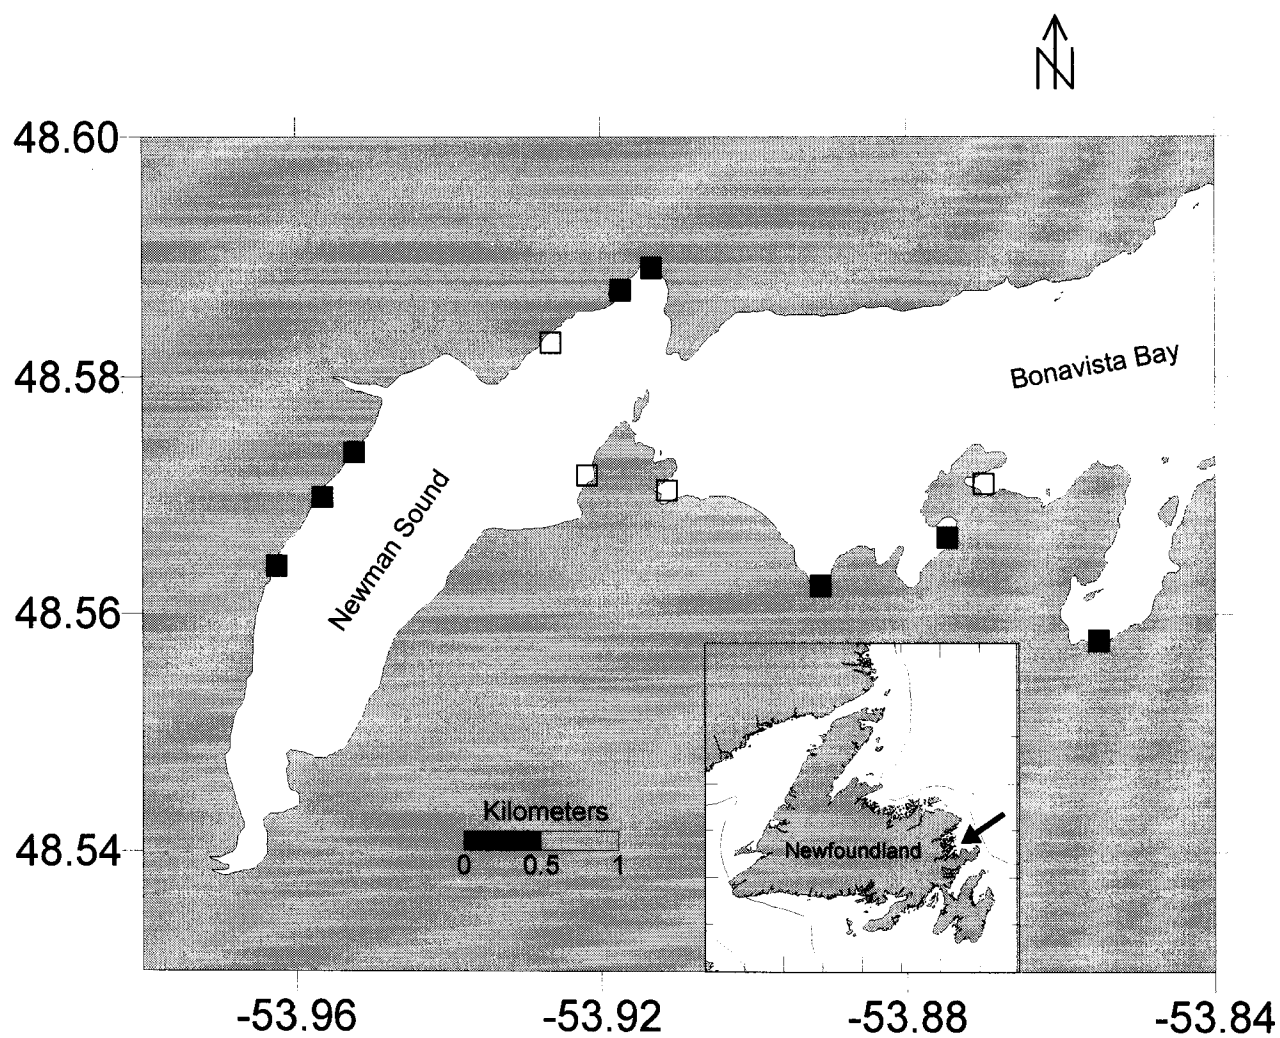 N
48.60
48.58
48.56
48.54
Bonavista Bay
Newman Sound
Kilometers
0 0.5 1
Newfoundland
-53.96 -53.92 -53.88 -53.84